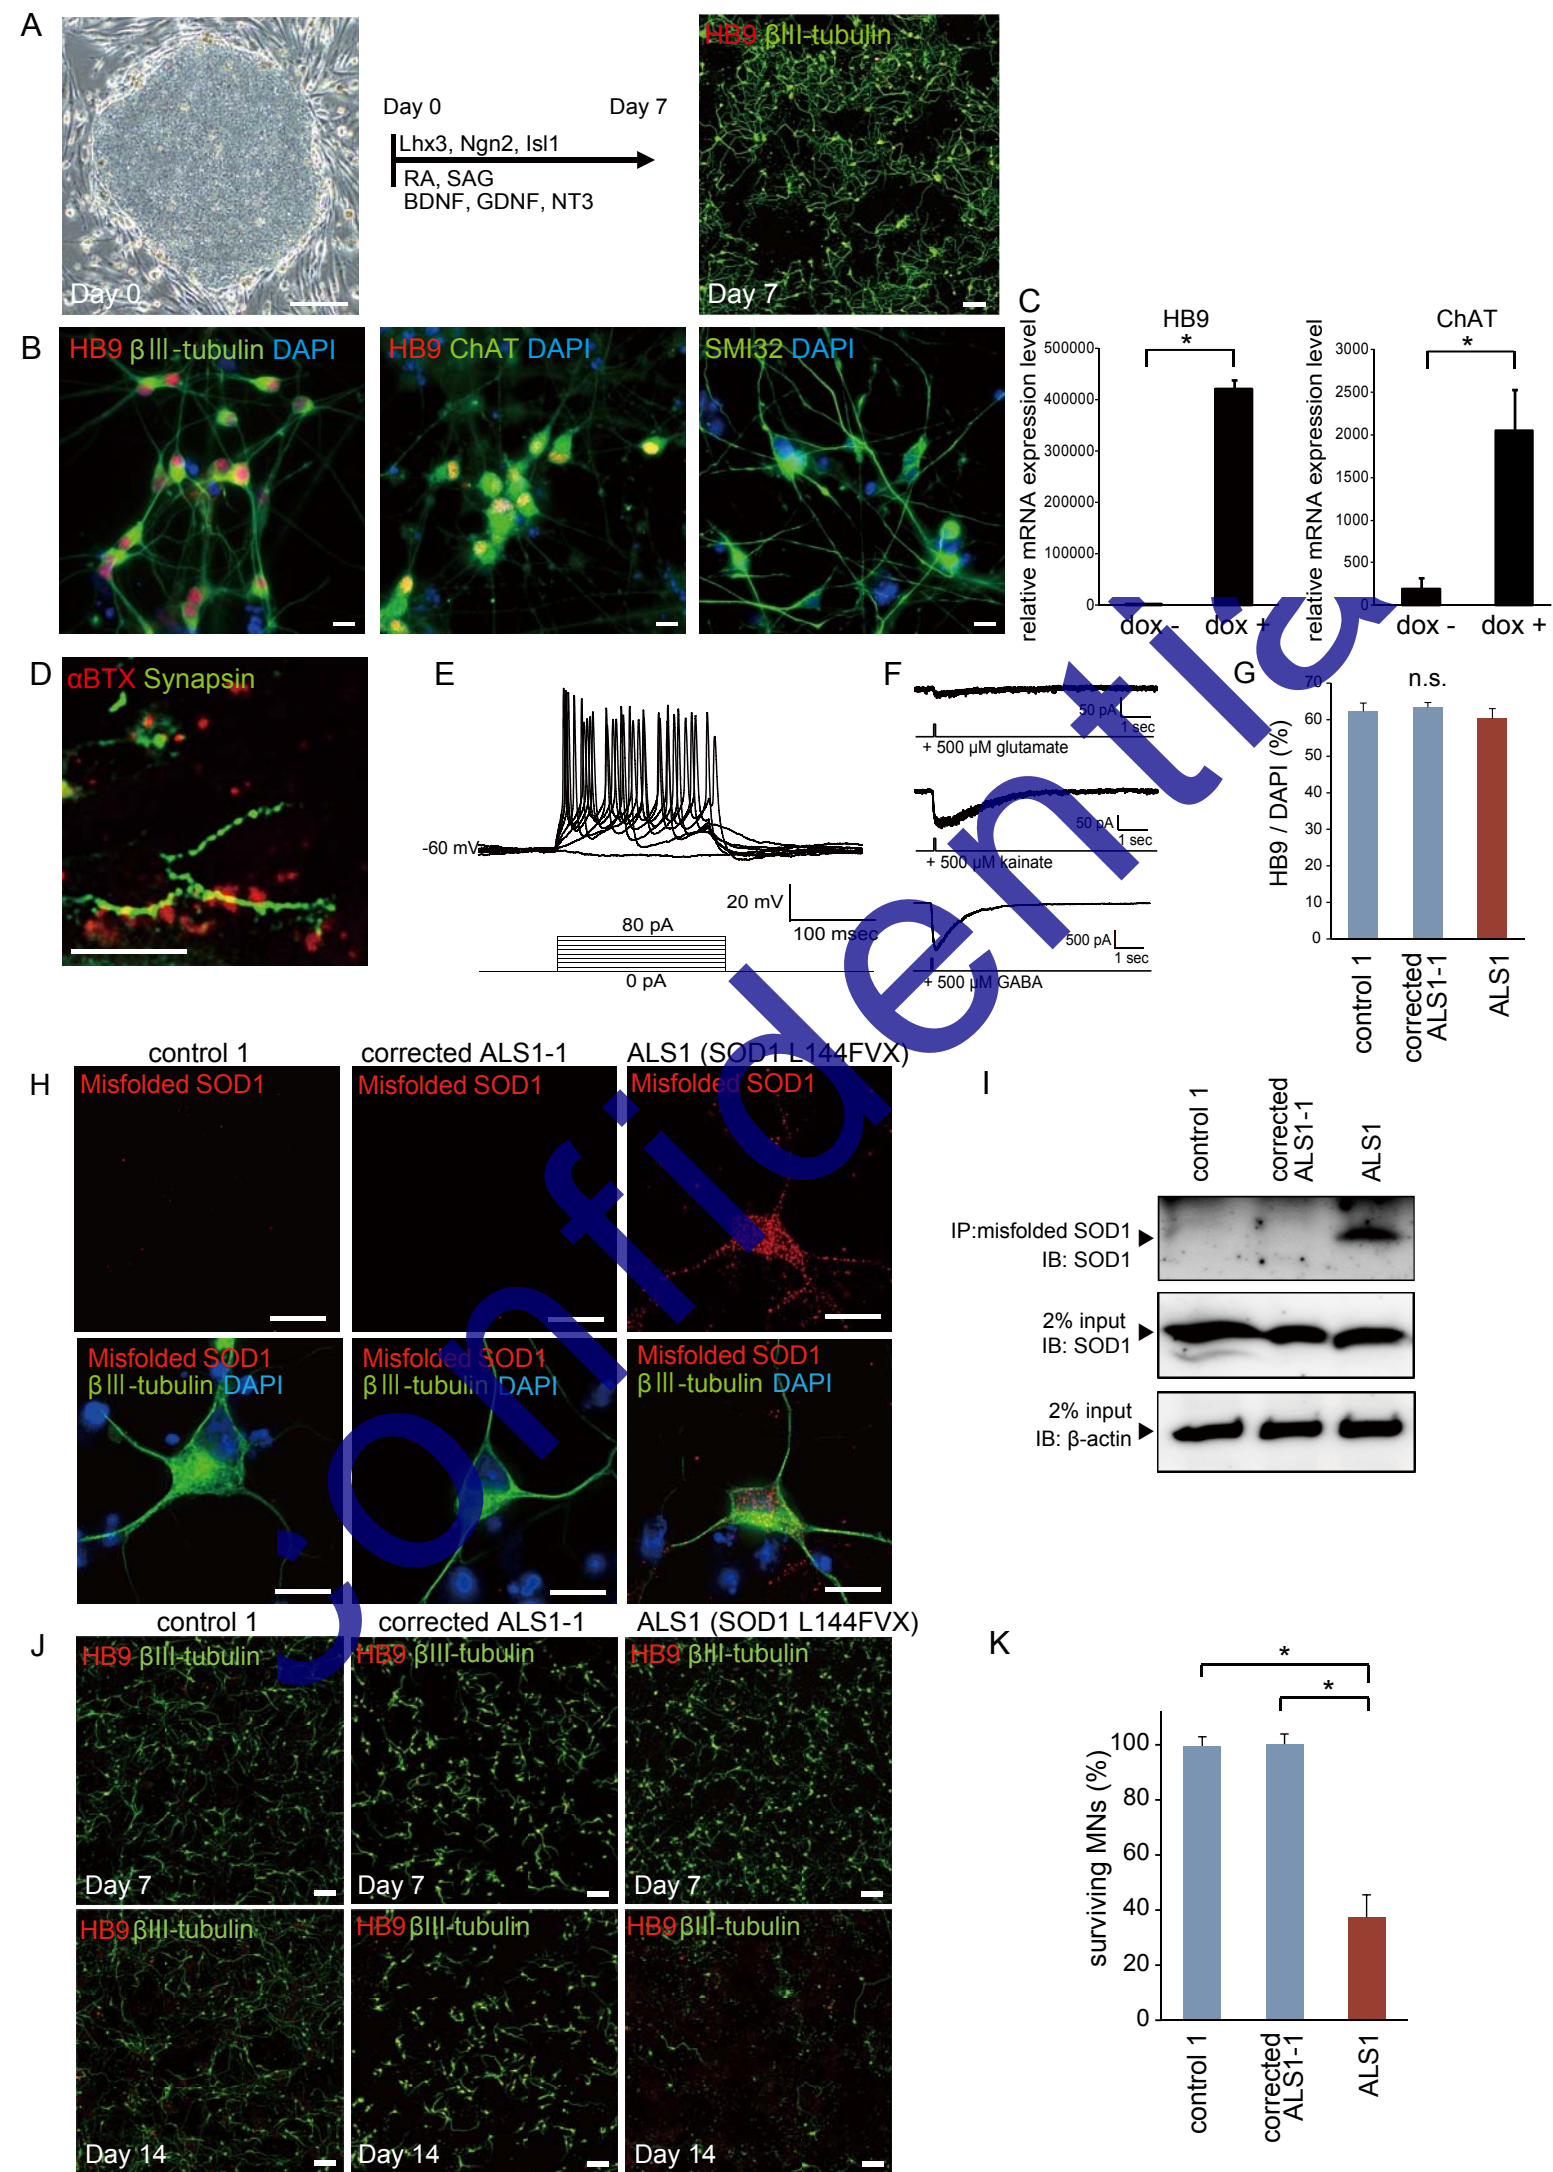 A
Day 0
Day 0
Day 7
Lhx3, Ngn2, Isl1
RA, SAG
BDNF, GDNF, NT3
HB9 βIII-tubulin
Day 7
B
HB9 βIII-tubulin DAPI
HB9 ChAT DAPI
SMI32 DAPI
C
HB9
*
relative mRNA expression level
500000
400000
300000
200000
100000
0
dox -
dox +
ChAT
*
relative mRNA expression level
3000
2500
2000
1500
1000
500
0
dox -
dox +
D
αBTX Synapsin
E
-60 mV
20 mV
100 msec
80 pA
0 pA
F
50 pA
1 sec
+ 500 µM glutamate
50 pA
1 sec
+ 500 µM kainate
500 pA
1 sec
+ 500 µM GABA
G
n.s.
HB9 / DAPI (%)
70
60
50
40
30
20
10
0
control 1
corrected
ALS1-1
ALS1
H
control 1
corrected ALS1-1
ALS1 (SOD1 L144FVX)
Misfolded SOD1
Misfolded SOD1
Misfolded SOD1
Misfolded SOD1
βIII-tubulin DAPI
Misfolded SOD1
βIII-tubulin DAPI
Misfolded SOD1
βIII-tubulin DAPI
I
control 1
corrected
ALS1-1
ALS1
IP:misfolded SOD1
IB: SOD1
2% input
IB: SOD1
2% input
IB: β-actin
J
control 1
corrected ALS1-1
ALS1 (SOD1 L144FVX)
HB9 βIII-tubulin
Day 7
HB9 βIII-tubulin
Day 7
HB9 βIII-tubulin
Day 7
HB9 βIII-tubulin
Day 14
HB9 βIII-tubulin
Day 14
HB9 βIII-tubulin
Day 14
K
*
*
surviving MNs (%)
100
80
60
40
20
0
control 1
corrected
ALS1-1
ALS1
confidential